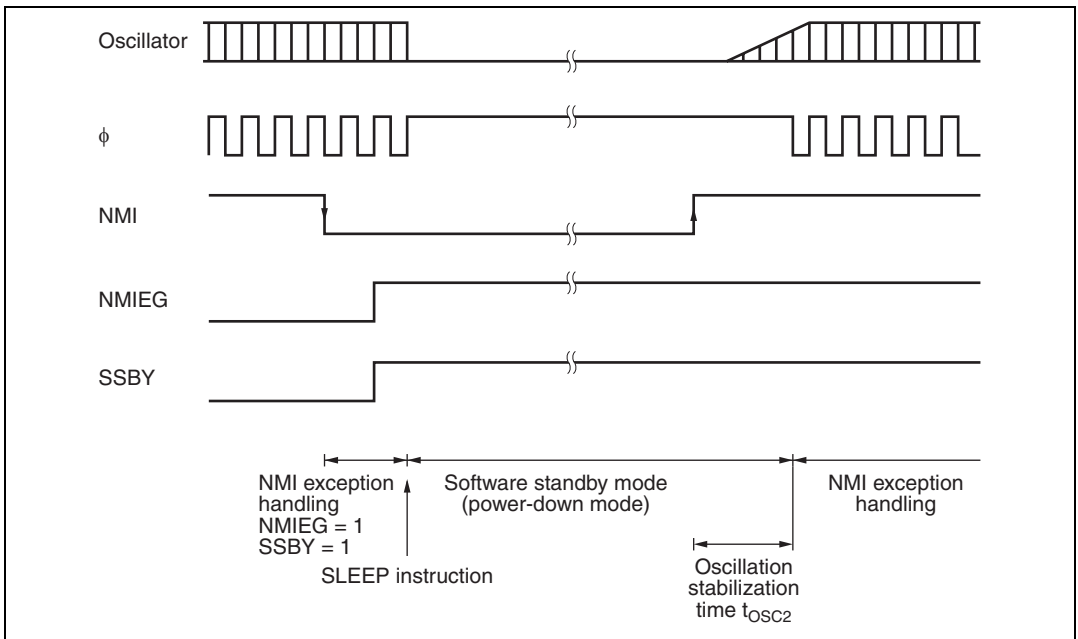 Oscillator
ϕ
NMI
NMIEG
SSBY
NMI exception
handling
NMIEG = 1
SSBY = 1
SLEEP instruction
Software standby mode
(power-down mode)
Oscillation
stabilization
time tOSC2
NMI exception
handling